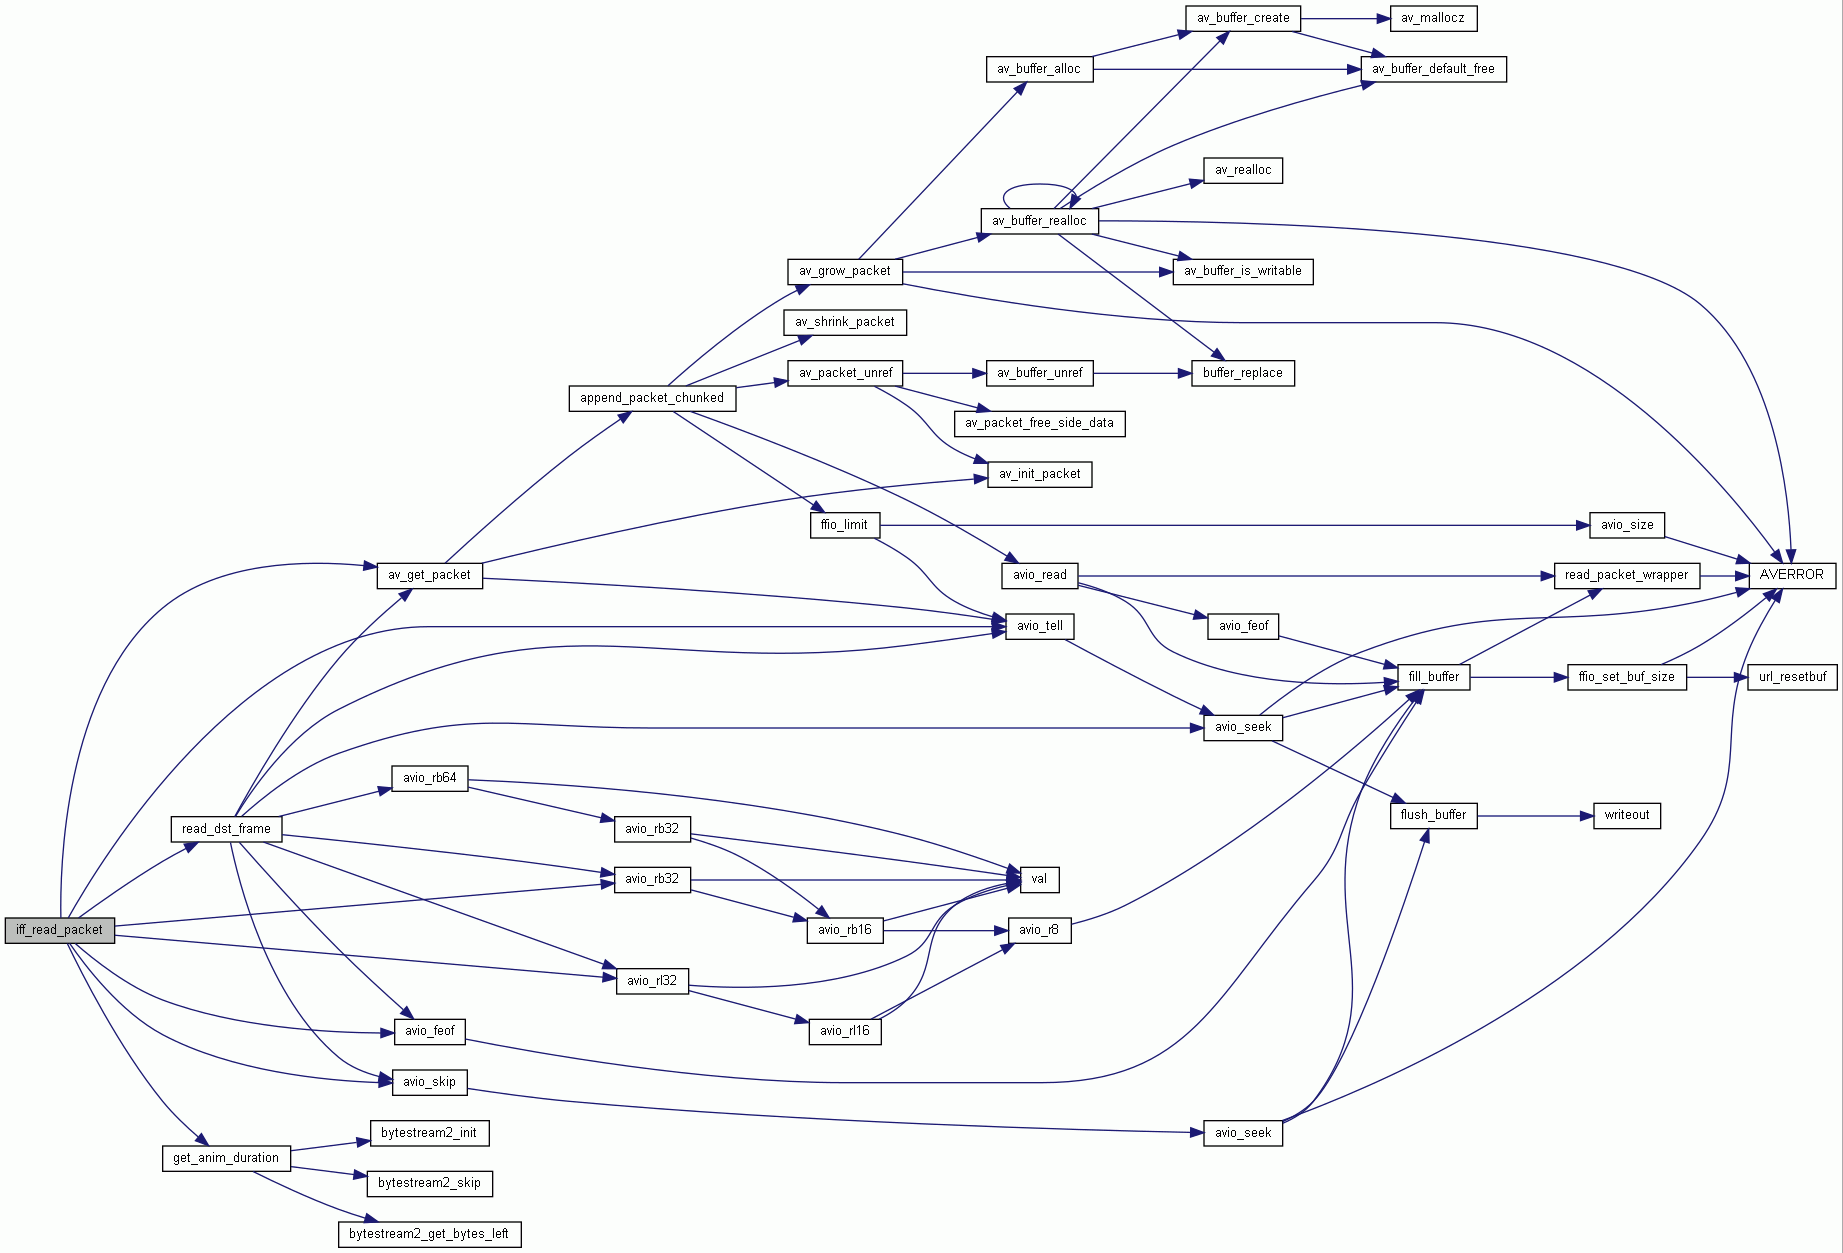 av_buffer_create
av_mallocz
av_buffer_alloc
av_buffer_default_free
av_realloc
av_buffer_realloc
av_grow_packet
av_buffer_is_writable
av_shrink_packet
av_packet_unref
av_buffer_unref
buffer_replace
append_packet_chunked
av_packet_free_side_data
av_init_packet
ffio_limit
avio_size
av_get_packet
avio_read
read_packet_wrapper
AVERROR
avio_tell
avio_feof
fill_buffer
ffio_set_buf_size
url_resetbuf
avio_seek
avio_rb64
flush_buffer
writeout
read_dst_frame
avio_rb32
avio_rb32
val
iff_read_packet
avio_rb16
avio_r8
avio_rl32
avio_feof
avio_rl16
avio_skip
bytestream2_init
avio_seek
get_anim_duration
bytestream2_skip
bytestream2_get_bytes_left